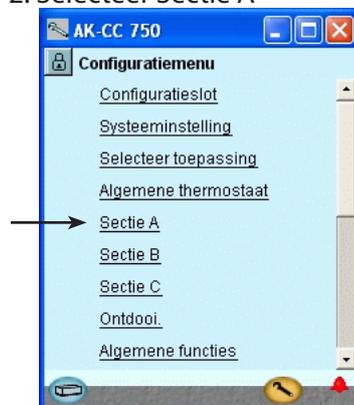 2. Selecteer Sectie A
AK-CC 750
Configuratiemenu
Configuratieslot
Systeeminstelling
Selecteer toepassing
Algemene thermostaat
Sectie A
Sectie B
Sectie C
Ontdooi.
Algemene functies